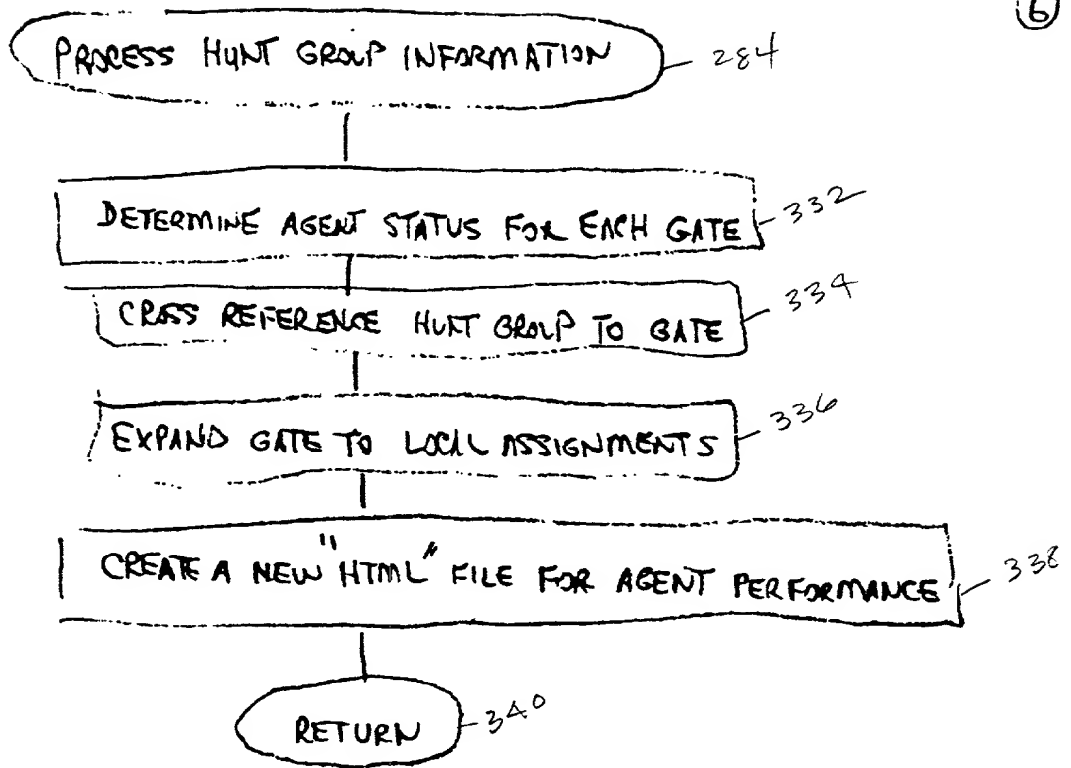 6
PROCESS HUNT GROUP INFORMATION 284
DETERMINE AGENT STATUS FOR EACH GATE 332
CROSS REFERENCE HUNT GROUP TO GATE 334
EXPAND GATE TO LOCAL ASSIGNMENTS 336
CREATE A NEW "HTML" FILE FOR AGENT PERFORMANCE 338
RETURN 340